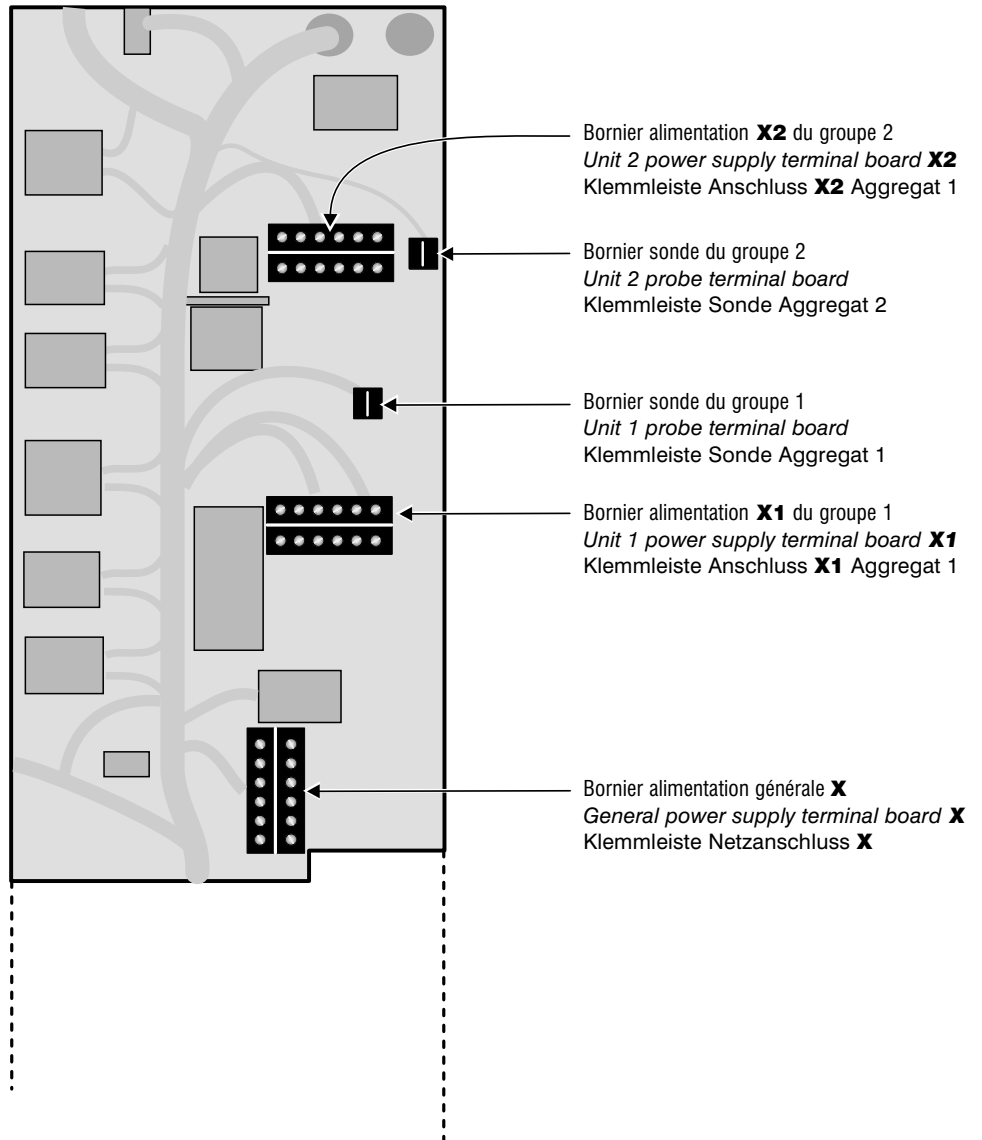 Bornier alimentation X2 du groupe 2
Unit 2 power supply terminal board X2
Klemmleiste Anschluss X2 Aggregat 1
Bornier sonde du groupe 2
Unit 2 probe terminal board
Klemmleiste Sonde Aggregat 2
Bornier sonde du groupe 1
Unit 1 probe terminal board
Klemmleiste Sonde Aggregat 1
Bornier alimentation X1 du groupe 1
Unit 1 power supply terminal board X1
Klemmleiste Anschluss X1 Aggregat 1
Bornier alimentation générale X
General power supply terminal board X
Klemmleiste Netzanschluss X